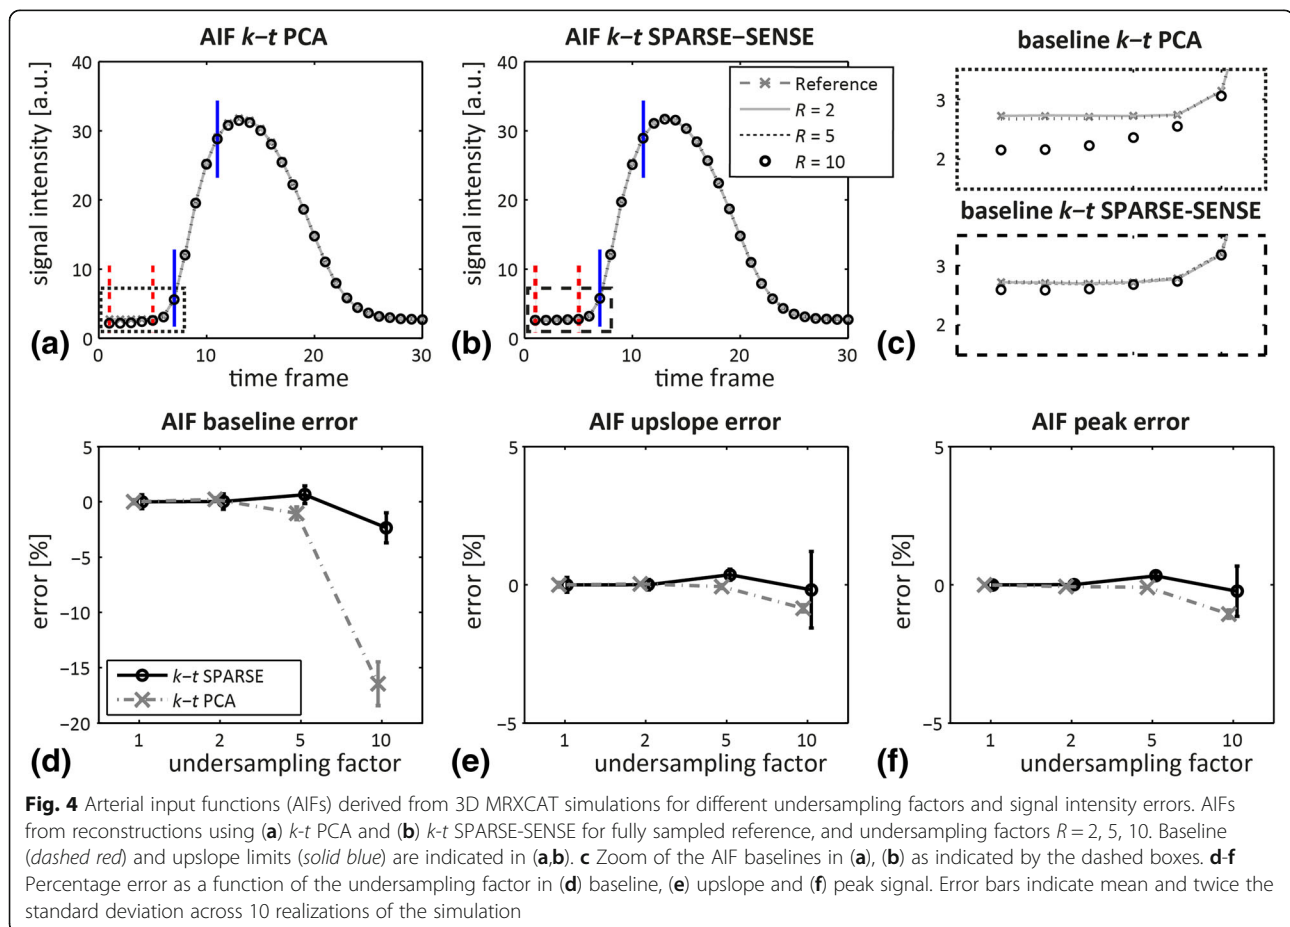 AIF k–t PCA
AIF k–t SPARSE–SENSE
baseline k–t PCA
signal intensity [a.u.]
40
30
20
10
0
0
10
20
30
time frame
(a)
signal intensity [a.u.]
40
30
20
10
0
0
10
20
30
time frame
(b)
Reference
R = 2
R = 5
R = 10
3
2
baseline k–t SPARSE-SENSE
3
2
(c)
AIF baseline error
AIF upslope error
AIF peak error
error [%]
5
0
−5
−10
−15
−20
k–t SPARSE
k–t PCA
1
2
5
10
undersampling factor
(d)
error [%]
5
0
−5
1
2
5
10
undersampling factor
(e)
error [%]
5
0
−5
1
2
5
10
undersampling factor
(f)
Fig. 4 Arterial input functions (AIFs) derived from 3D MRXCAT simulations for different undersampling factors and signal intensity errors. AIFs
from reconstructions using (a) k-t PCA and (b) k-t SPARSE-SENSE for fully sampled reference, and undersampling factors R = 2, 5, 10. Baseline
(dashed red) and upslope limits (solid blue) are indicated in (a,b). c Zoom of the AIF baselines in (a), (b) as indicated by the dashed boxes. d-f
Percentage error as a function of the undersampling factor in (d) baseline, (e) upslope and (f) peak signal. Error bars indicate mean and twice the
standard deviation across 10 realizations of the simulation